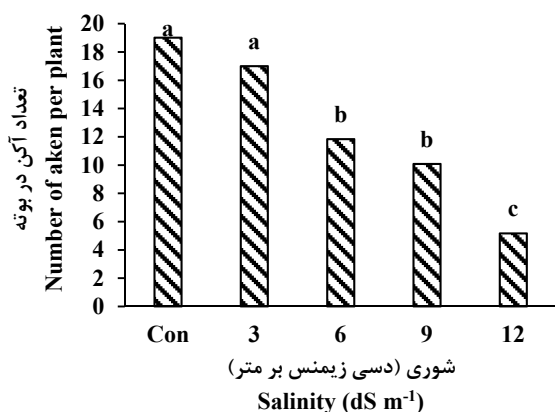 تعداد آکن در بوته
Number of aken per plant
20
18
16
14
12
10
8
6
4
2
0
a
a
b
b
c
Con 3 6 9 12
شوری (دسی زیمنس بر متر)
Salinity (dS m⁻¹)